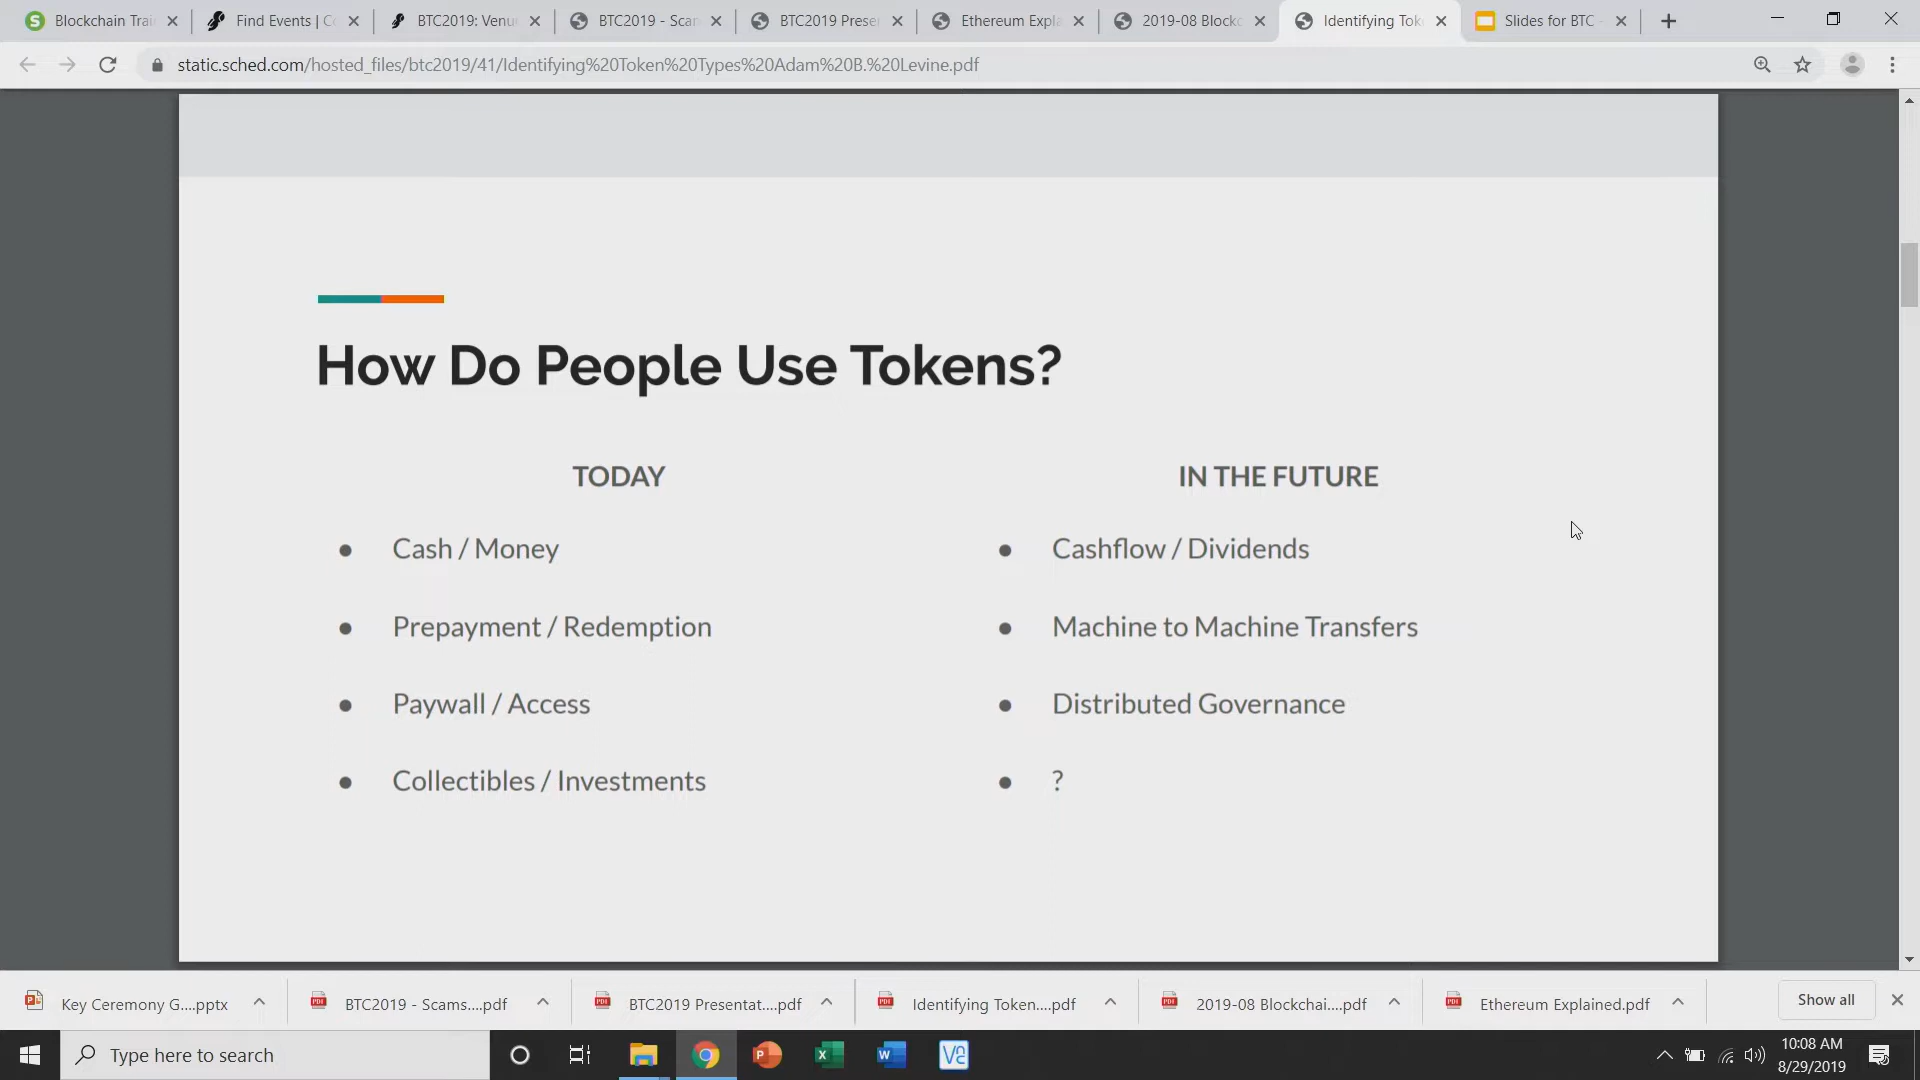 Blockchain Trai
Find Events | C
BTC2019: Venu
BTC2019 - Scar
BTC2019 Prese
Ethereum Expla
2019-08 Blockc
Identifying Tok
Slides for BTC -
static.sched.com/hosted_files/btc2019/41/Identifying%20Token%20Types%20Adam%20B.%20Levine.pdf
How Do People Use Tokens?
TODAY
● Cash / Money
● Prepayment / Redemption
● Paywall / Access
● Collectibles / Investments
IN THE FUTURE
● Cashflow / Dividends
● Machine to Machine Transfers
● Distributed Governance
● ?
Key Ceremony G....pptx
BTC2019 - Scams....pdf
BTC2019 Presentat....pdf
Identifying Token....pdf
2019-08 Blockchai....pdf
Ethereum Explained.pdf
Show all
Type here to search
10:08 AM
8/29/2019